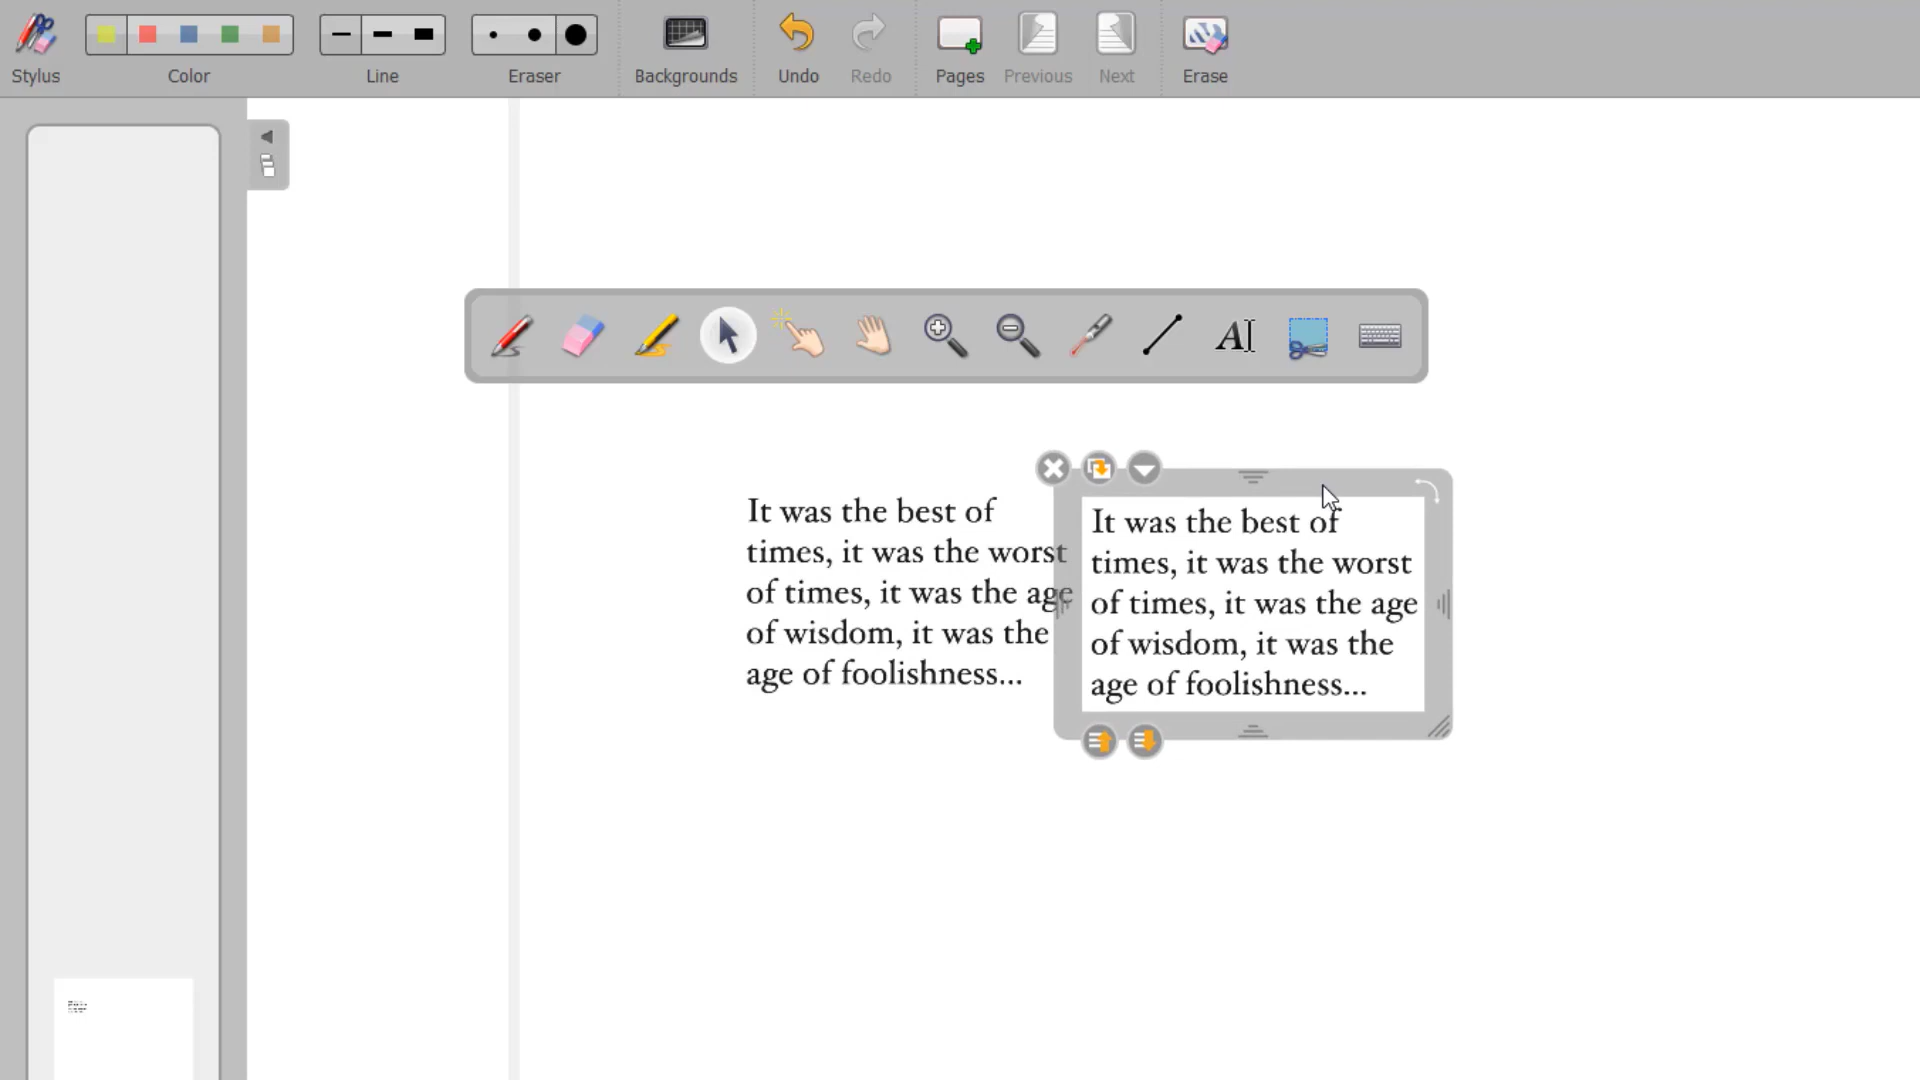 Stylus
Color
Line
Eraser
Backgrounds
Undo
Redo
Pages
Previous
Next
Erase
It was the best of
times, it was the worst
of times, it was the age
of wisdom, it was the
age of foolishness...
It was the best of
times, it was the worst
of times, it was the age
of wisdom, it was the
age of foolishness...